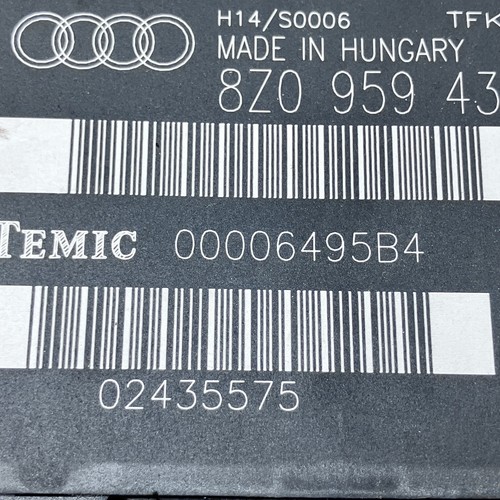 H14/S0006 TFK
MADE IN HUNGARY
8Z0 959 43
TEMIC 00006495B4
02435575